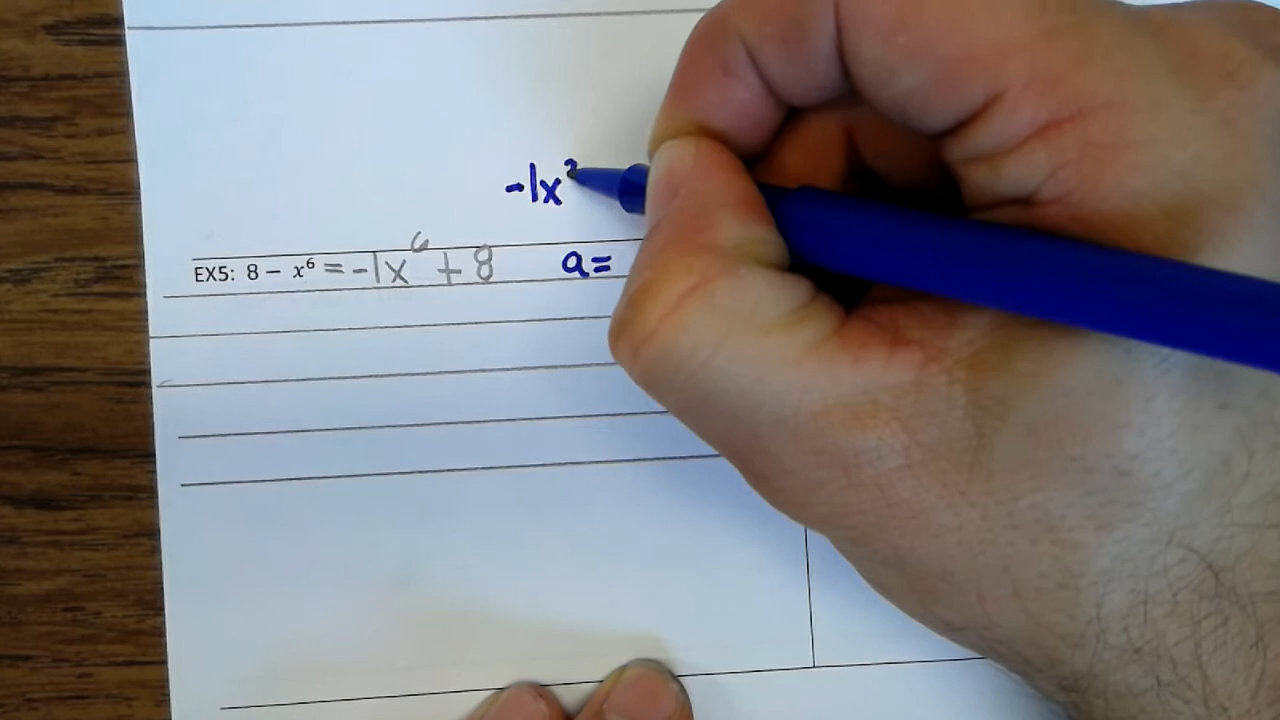 -1x²
EX5: 8 – x⁶ = -1x⁶ + 8 a =